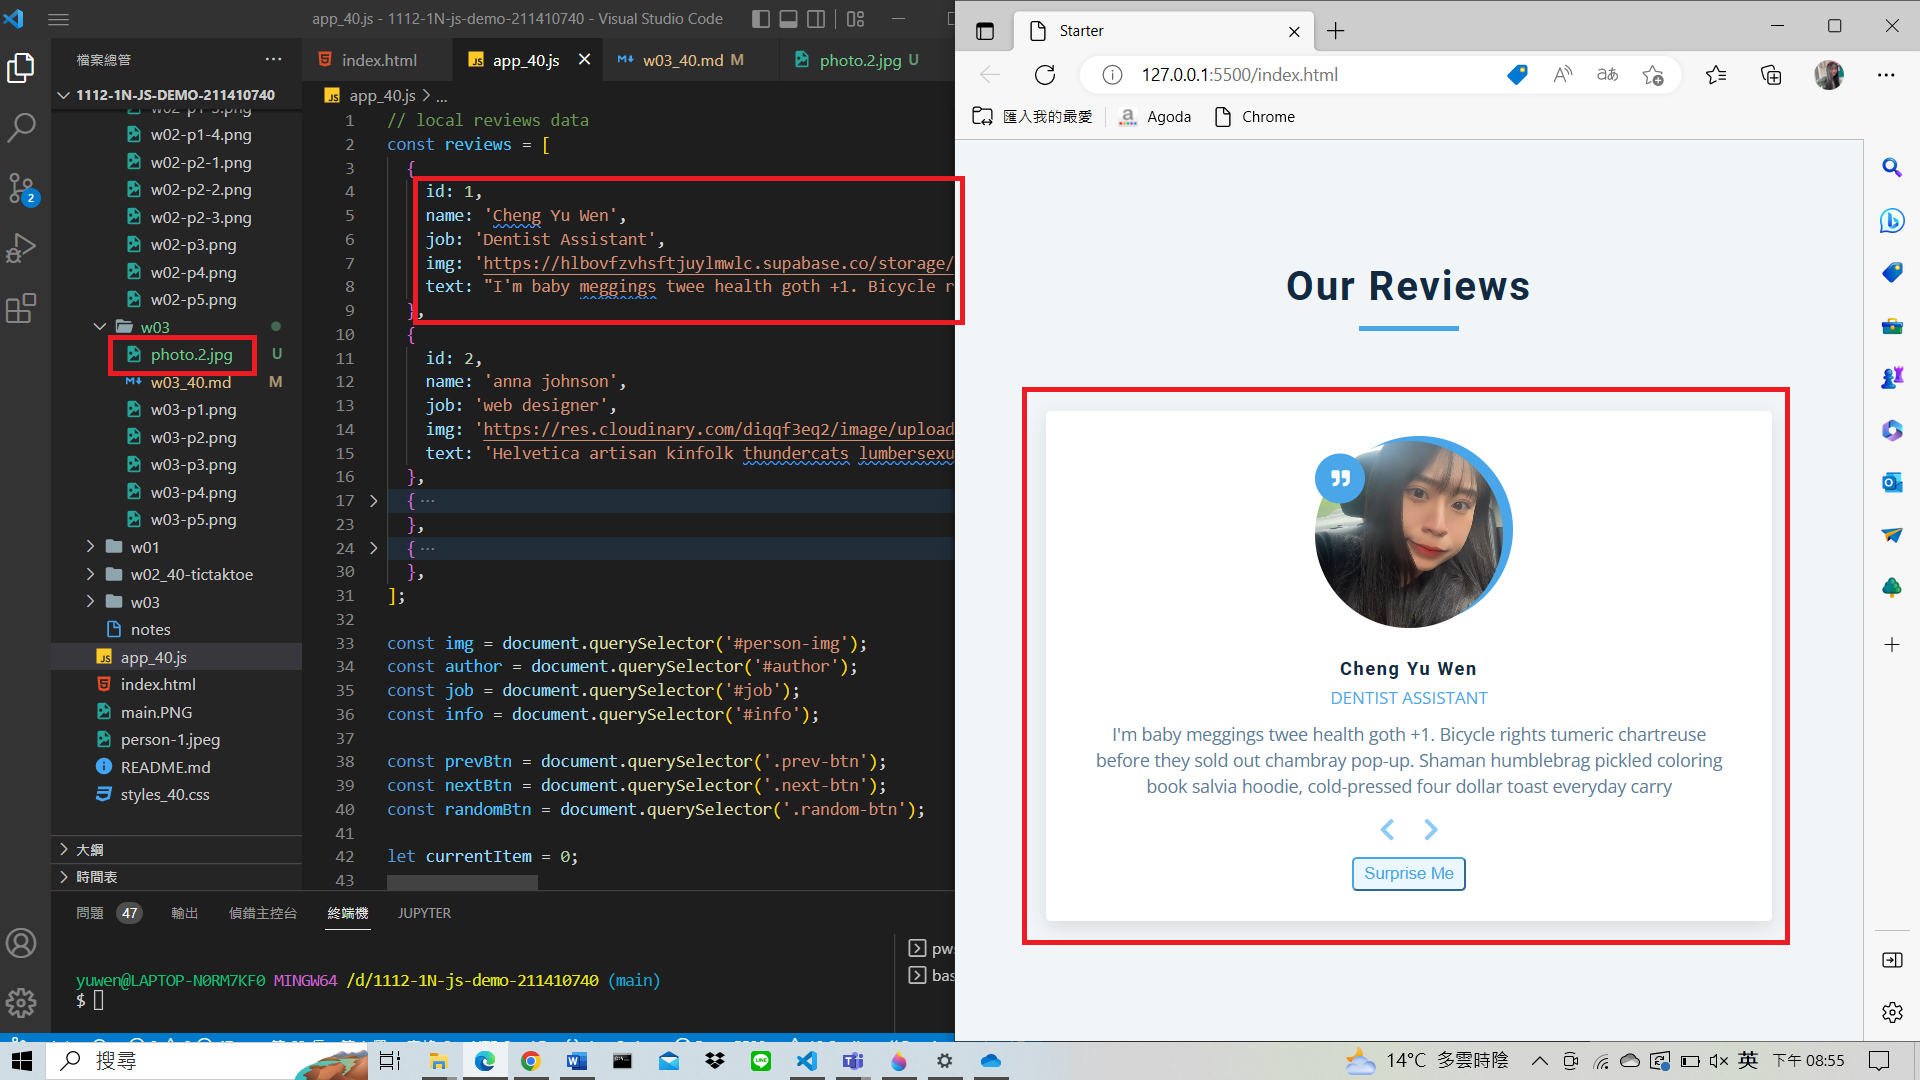 app_40.js - 1112-1N-js-demo-211410740 - Visual Studio Code
檔案總管
1112-1N-JS-DEMO-211410740
w02-p1-4.png
w02-p2-1.png
w02-p2-2.png
w02-p2-3.png
w02-p3.png
w02-p4.png
w02-p5.png
w03
photo.2.jpg U
w03_40.md M
w03-p1.png
w03-p2.png
w03-p3.png
w03-p4.png
w03-p5.png
w01
w02_40-tictaktoe
w03
notes
app_40.js
index.html
main.PNG
person-1.jpeg
README.md
styles_40.css
大綱
時間表
2
index.html
app_40.js
w03_40.md M
photo.2.jpg U
app_40.js > ...
1 // local reviews data
2 const reviews = [
3 {
4 id: 1,
5 name: 'Cheng Yu Wen',
6 job: 'Dentist Assistant',
7 img: 'https://hlbovfzvhsftjuylmwlc.supabase.co/storage/
8 text: "I'm baby meggings twee health goth +1. Bicycle r
9 },
10 {
11 id: 2,
12 name: 'anna johnson',
13 job: 'web designer',
14 img: 'https://res.cloudinary.com/diqqf3eq2/image/upload
15 text: 'Helvetica artisan kinfolk thundercats lumbersexu
16 },
17 { ...
23 },
24 { ...
30 },
31 ];
32
33 const img = document.querySelector('#person-img');
34 const author = document.querySelector('#author');
35 const job = document.querySelector('#job');
36 const info = document.querySelector('#info');
37
38 const prevBtn = document.querySelector('.prev-btn');
39 const nextBtn = document.querySelector('.next-btn');
40 const randomBtn = document.querySelector('.random-btn');
41
42 let currentItem = 0;
43
問題 47 輸出 偵錯主控台 終端機 JUPYTER
yuwen@LAPTOP-N0RM7KF0 MINGW64 /d/1112-1N-js-demo-211410740 (main)
$
Starter
127.0.0.1:5500/index.html
匯入我的最愛 Agoda Chrome
Our Reviews
Cheng Yu Wen
DENTIST ASSISTANT
I'm baby meggings twee health goth +1. Bicycle rights tumeric chartreuse
before they sold out chambray pop-up. Shaman humblebrag pickled coloring
book salvia hoodie, cold-pressed four dollar toast everyday carry
Surprise Me
搜尋
14°C 多雲時陰
英
下午 08:55